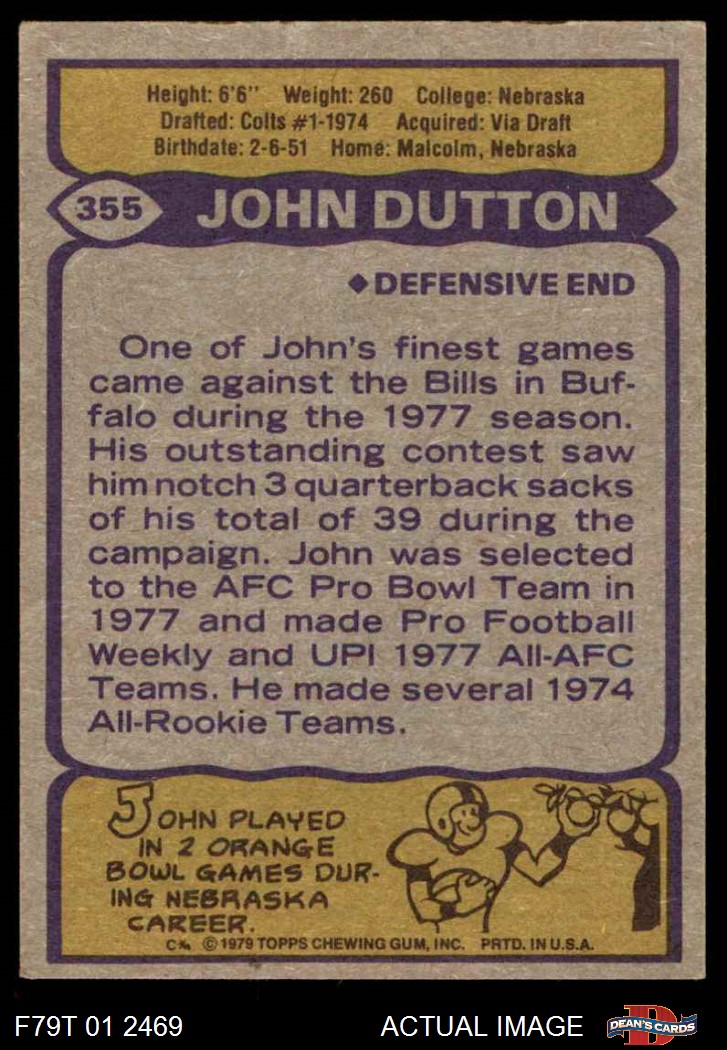 Height: 6'6" Weight: 260 College: Nebraska
Drafted: Colts #1-1974 Acquired: Via Draft
Birthdate: 2-6-51 Home: Malcolm, Nebraska
355 JOHN DUTTON
◆DEFENSIVE END
One of John's finest games
came against the Bills in Buf-
falo during the 1977 season.
His outstanding contest saw
him notch 3 quarterback sacks
of his total of 39 during the
campaign. John was selected
to the AFC Pro Bowl Team in
1977 and made Pro Football
Weekly and UPI 1977 All-AFC
Teams. He made several 1974
All-Rookie Teams.
JOHN PLAYED
IN 2 ORANGE
BOWL GAMES DUR-
ING NEBRASKA
CAREER.
©1979 TOPPS CHEWING GUM, INC. PRTD. IN U.S.A.
F79T 01 2469 ACTUAL IMAGE
D
DEAN'S CARDS